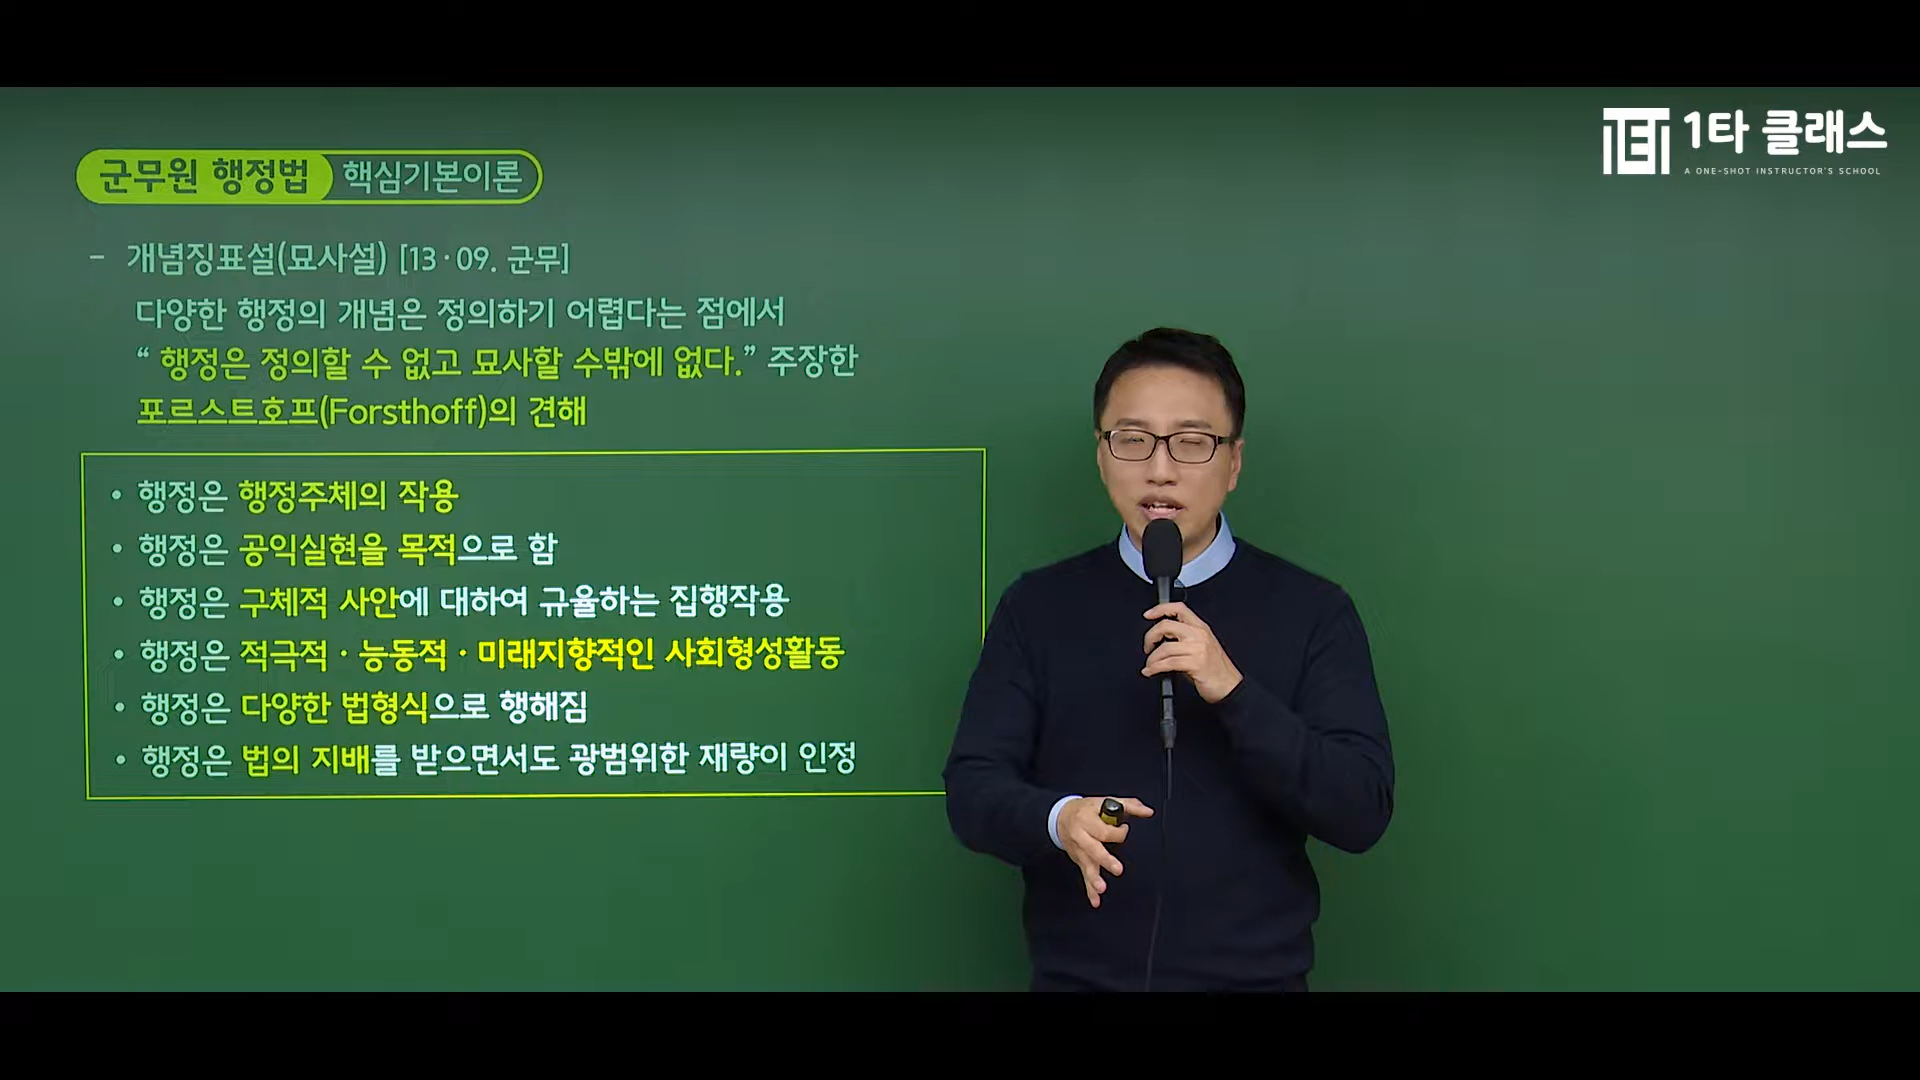 1타 클래스
A ONE-SHOT INSTRUCTOR'S SCHOOL
군무원 행정법 핵심기본이론
- 개념징표설(묘사설) [13·09. 군무]
다양한 행정의 개념은 정의하기 어렵다는 점에서
“ 행정은 정의할 수 없고 묘사할 수밖에 없다.” 주장한
포르스트호프(Forsthoff)의 견해
• 행정은 행정주체의 작용
• 행정은 공익실현을 목적으로 함
• 행정은 구체적 사안에 대하여 규율하는 집행작용
• 행정은 적극적 · 능동적 · 미래지향적인 사회형성활동
• 행정은 다양한 법형식으로 행해짐
• 행정은 법의 지배를 받으면서도 광범위한 재량이 인정